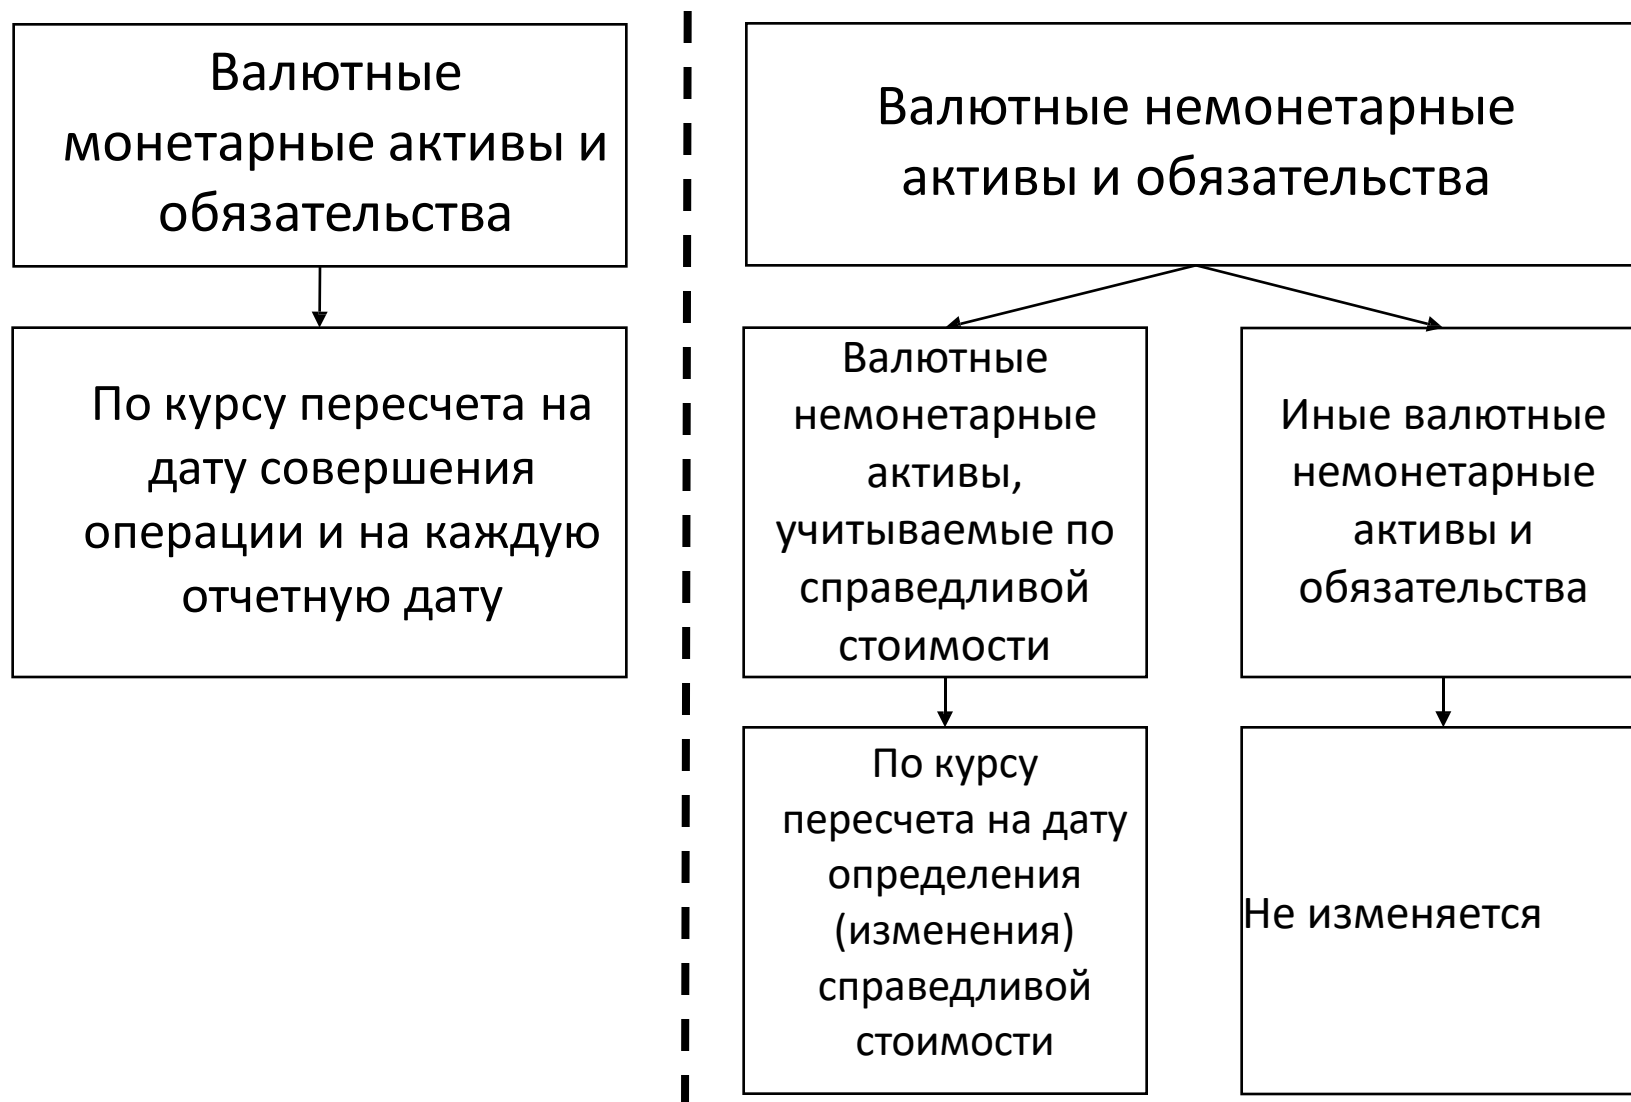 Валютные
монетарные активы и
обязательства
По курсу пересчета на
дату совершения
операции и на каждую
отчетную дату
Валютные немонетарные
активы и обязательства
Валютные
немонетарные
активы,
учитываемые по
справедливой
стоимости
Иные валютные
немонетарные
активы и
обязательства
По курсу
пересчета на дату
определения
(изменения)
справедливой
стоимости
Не изменяется